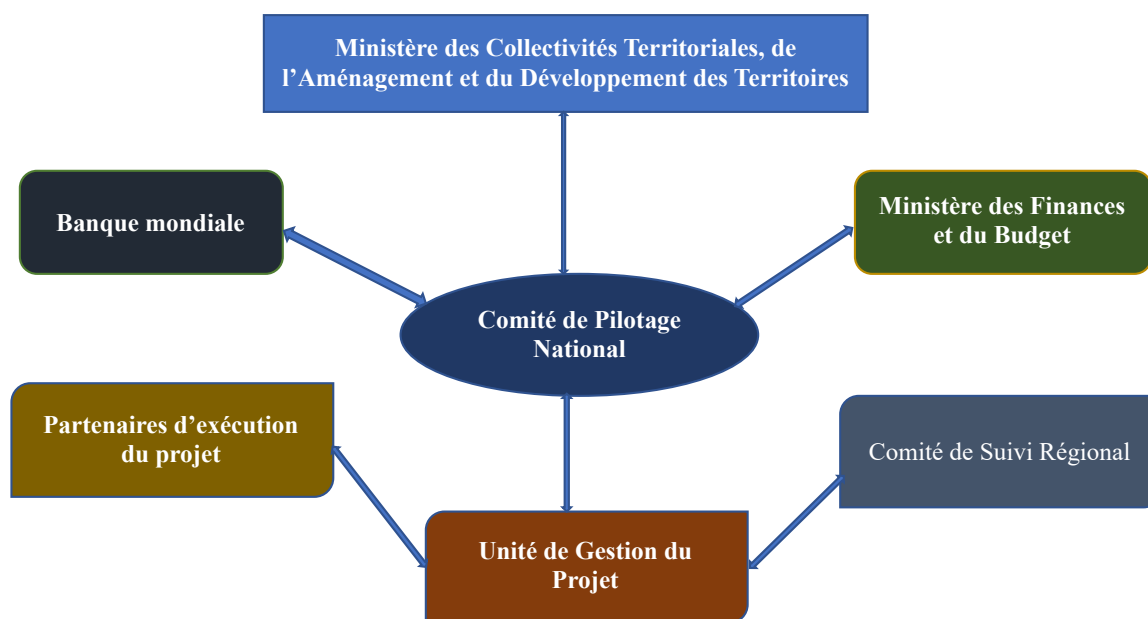 Ministère des Collectivités Territoriales, de
l’Aménagement et du Développement des Territoires
Banque mondiale
Ministère des Finances
et du Budget
Comité de Pilotage
National
Partenaires d’exécution
du projet
Comité de Suivi Régional
Unité de Gestion du
Projet